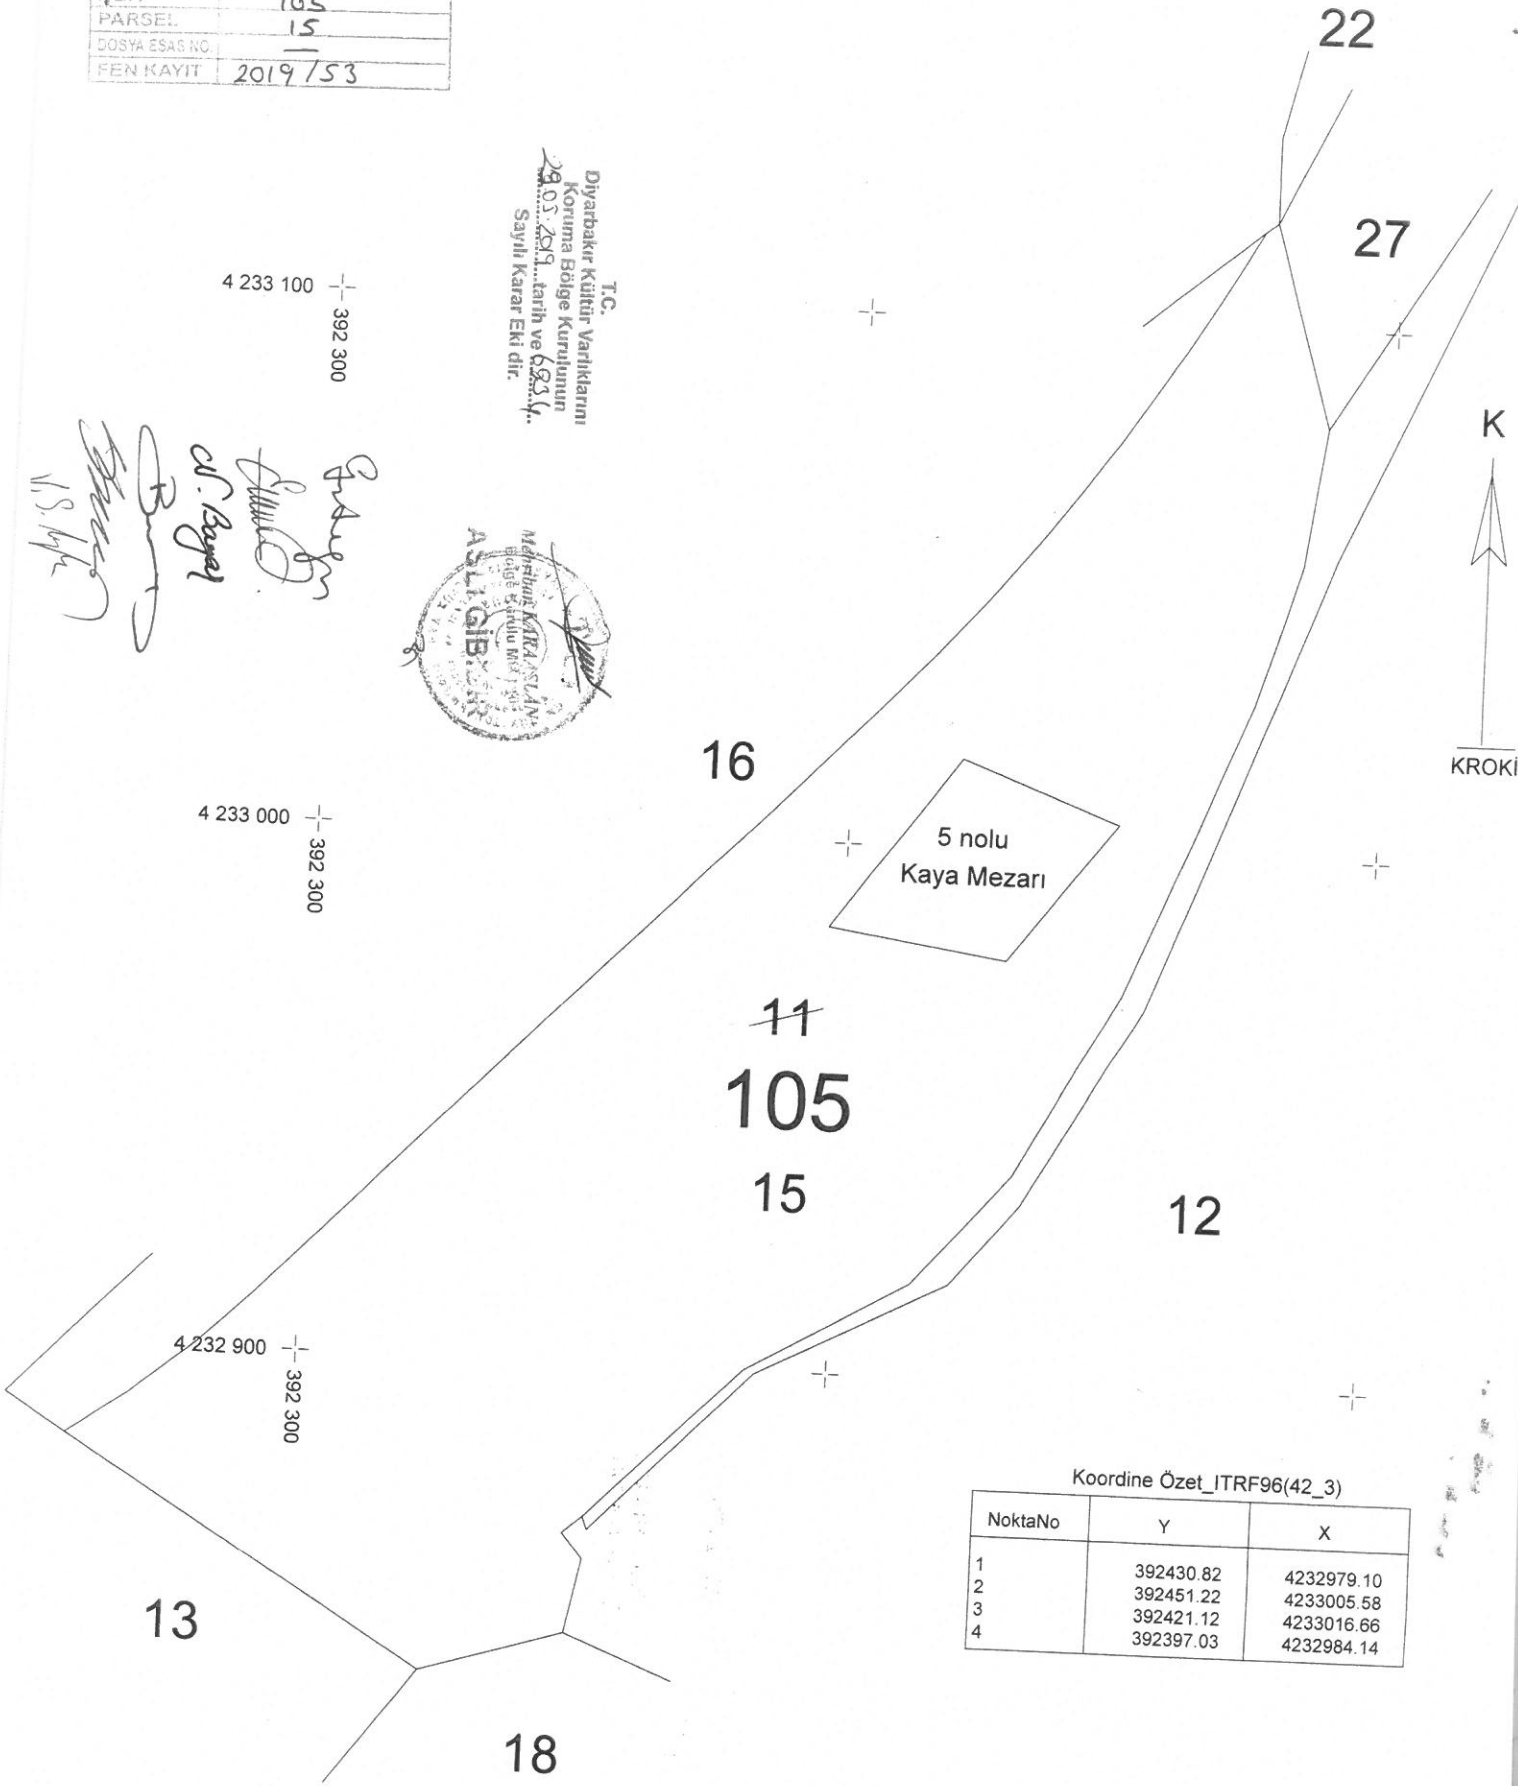 105
PARSEL 15
DOSYA ESAS NO. —
FEN KAYIT 2019/53
22
27
T.C.
Diyarbakır Kültür Varlıklarını
Koruma Bölge Kurulunun
29.05.2019 tarih ve
Sayılı Karar Eki dir.
4 233 100
392 300
K
KROKİ
N. Bayal
Mehriban KARAASLAN
ASLI GİBİDİR
16
4 233 000
392 300
5 nolu
Kaya Mezarı
11
105
15
12
4 232 900
392 300
13
18
Koordine Özet_ITRF96(42_3)
NoktaNo Y X
1 392430.82 4232979.10
2 392451.22 4233005.58
3 392421.12 4233016.66
4 392397.03 4232984.14